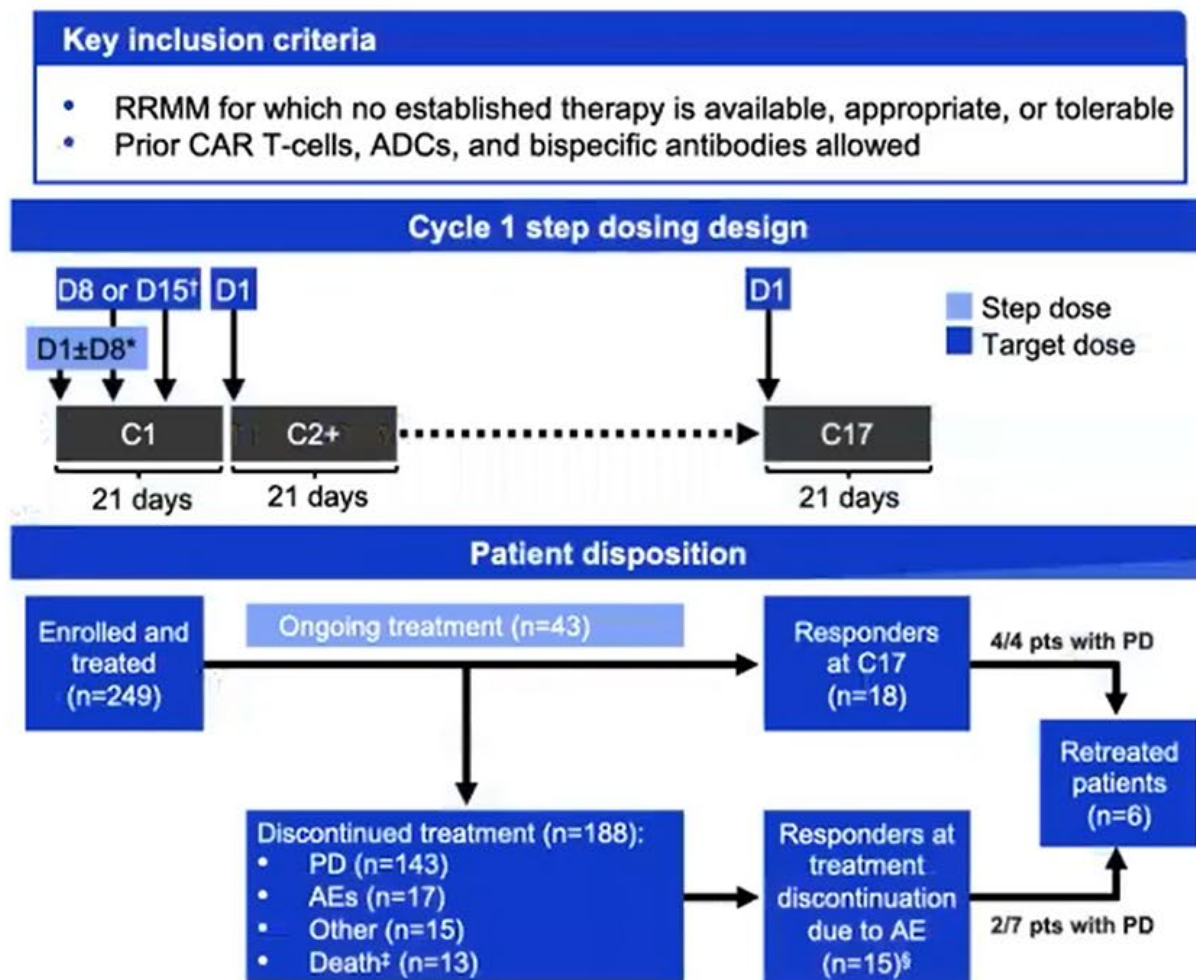 Key inclusion criteria
• RRMM for which no established therapy is available, appropriate, or tolerable
• Prior CAR T-cells, ADCs, and bispecific antibodies allowed
Cycle 1 step dosing design
D8 or D15† D1
D1
Step dose
Target dose
D1±D8*
C1
C2+
C17
21 days
21 days
21 days
Patient disposition
Enrolled and
treated
(n=249)
Ongoing treatment (n=43)
Responders
at C17
(n=18)
4/4 pts with PD
Retreated
patients
(n=6)
Discontinued treatment (n=188):
• PD (n=143)
• AEs (n=17)
• Other (n=15)
• Death‡ (n=13)
Responders at
treatment
discontinuation
due to AE
(n=15)§
2/7 pts with PD